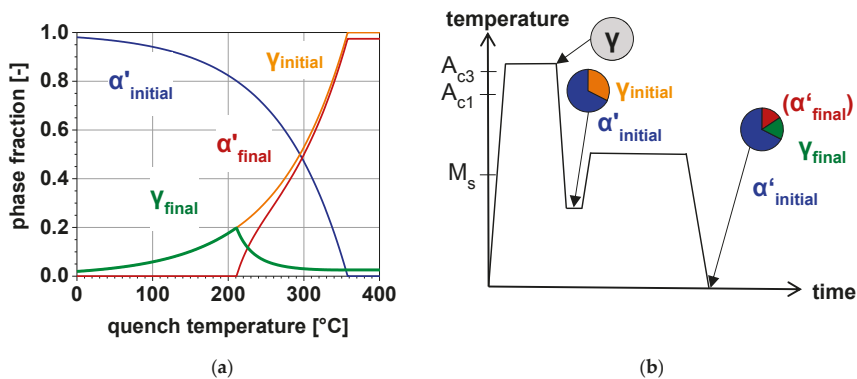 1.0
0.8
0.6
0.4
0.2
0.0
phase fraction [-]
α'initial
γinitial
α'final
γfinal
0 100 200 300 400
quench temperature [°C]
(a)
temperature
Ac3
Ac1
Ms
γ
γinitial
α'initial
(α'final)
γfinal
α‘initial
time
(b)